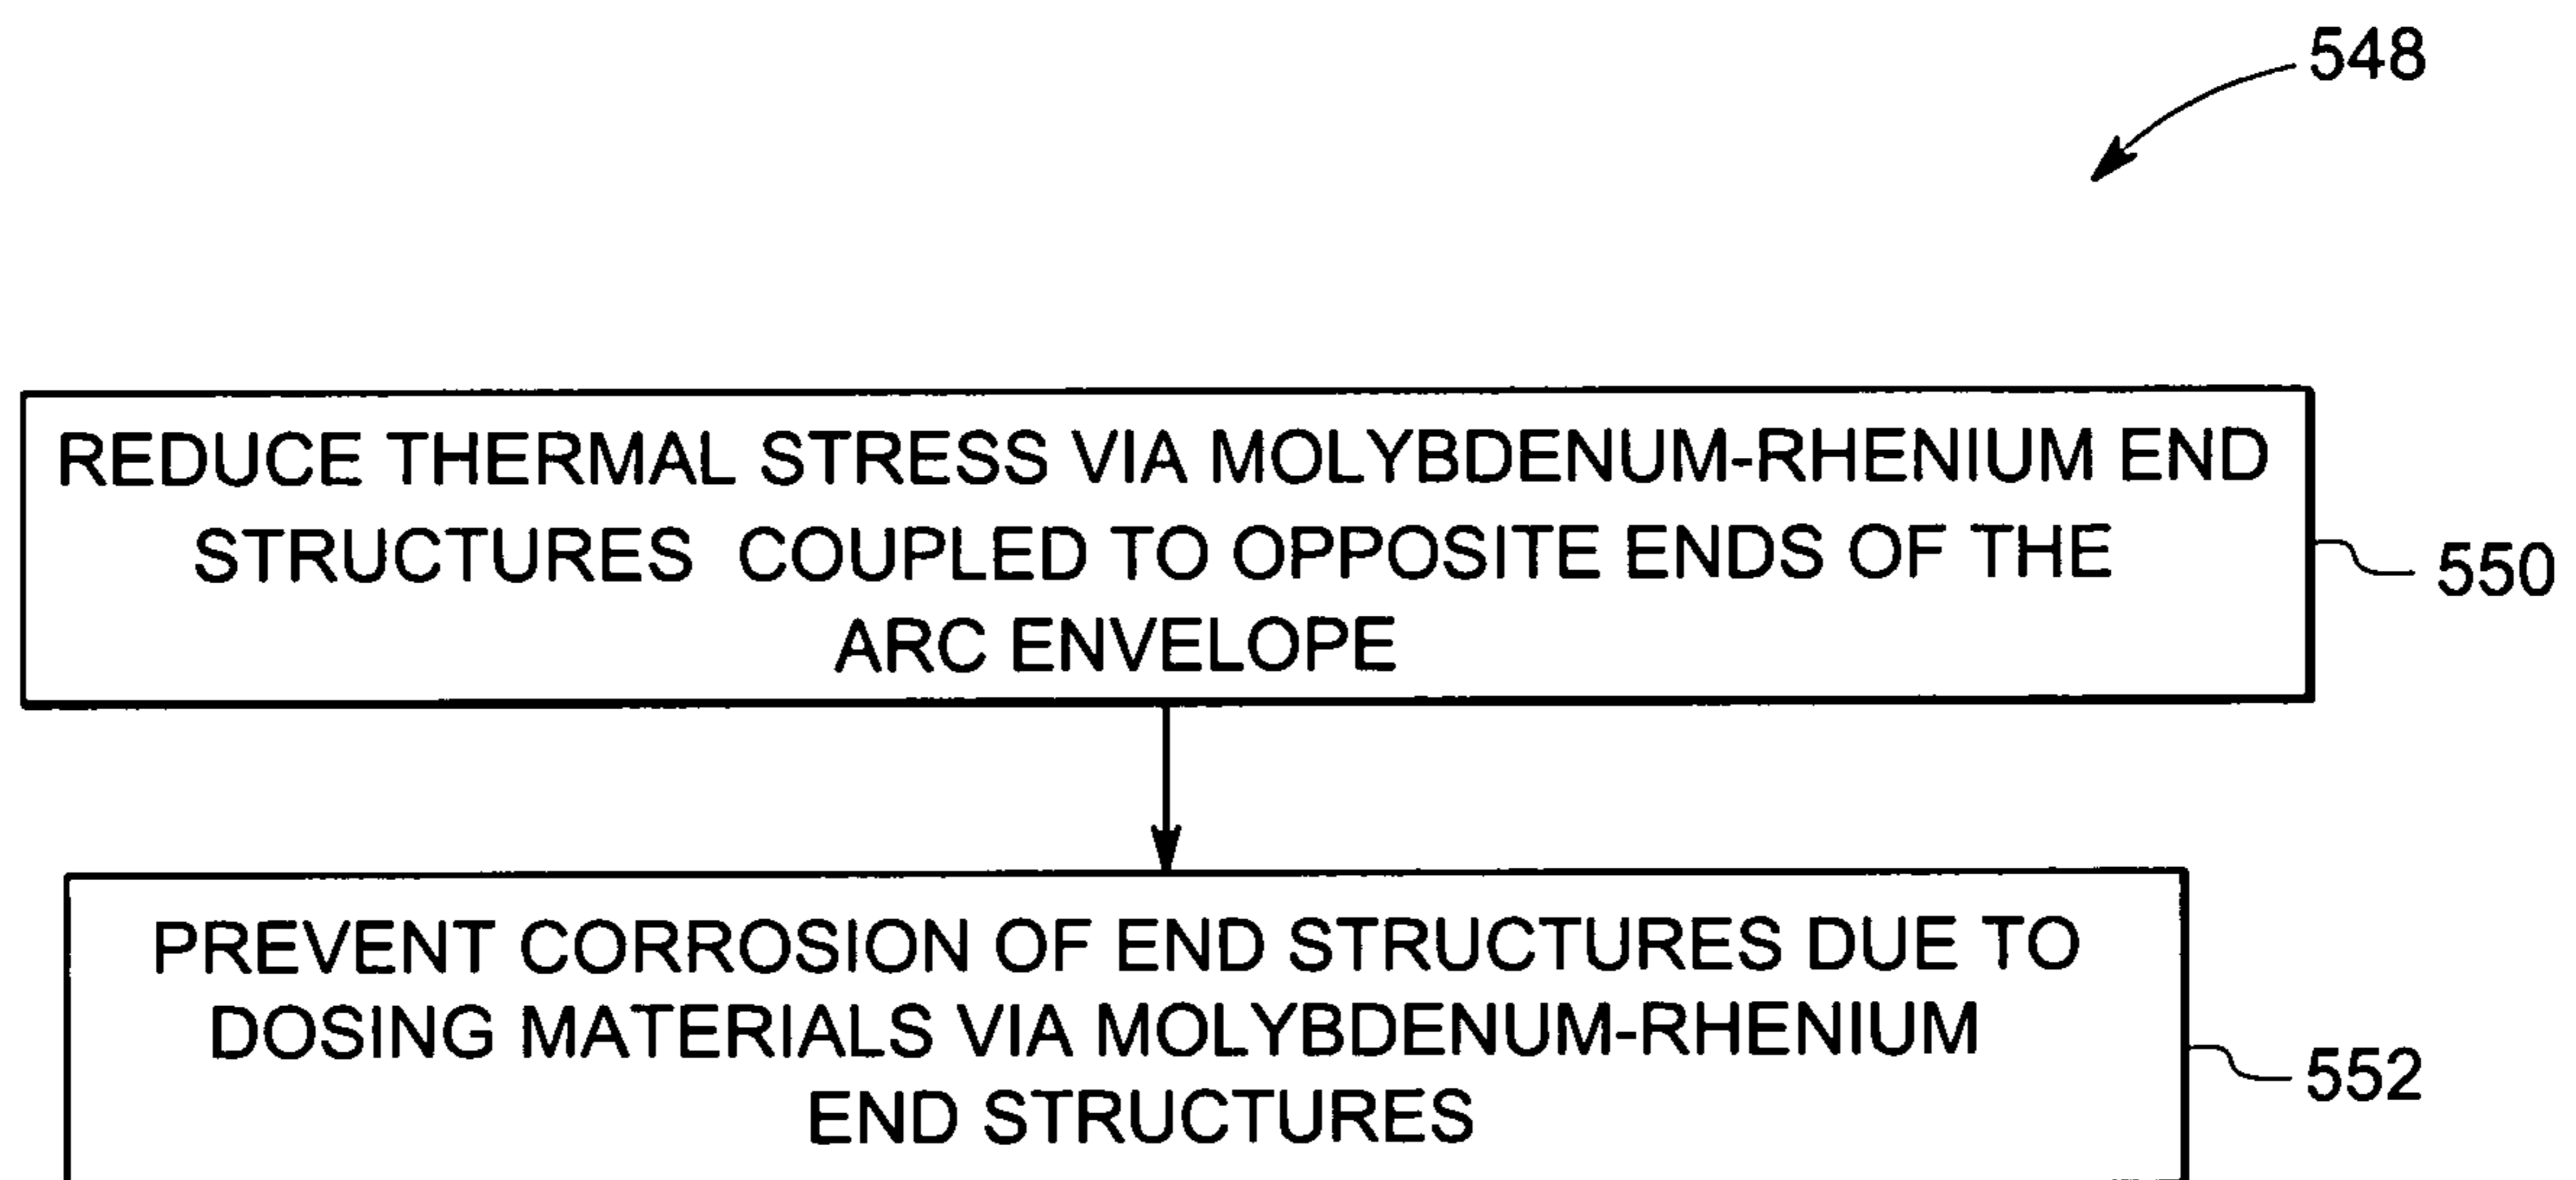 548
REDUCE THERMAL STRESS VIA MOLYBDENUM-RHENIUM END
STRUCTURES COUPLED TO OPPOSITE ENDS OF THE
ARC ENVELOPE
550
PREVENT CORROSION OF END STRUCTURES DUE TO
DOSING MATERIALS VIA MOLYBDENUM-RHENIUM
END STRUCTURES
552